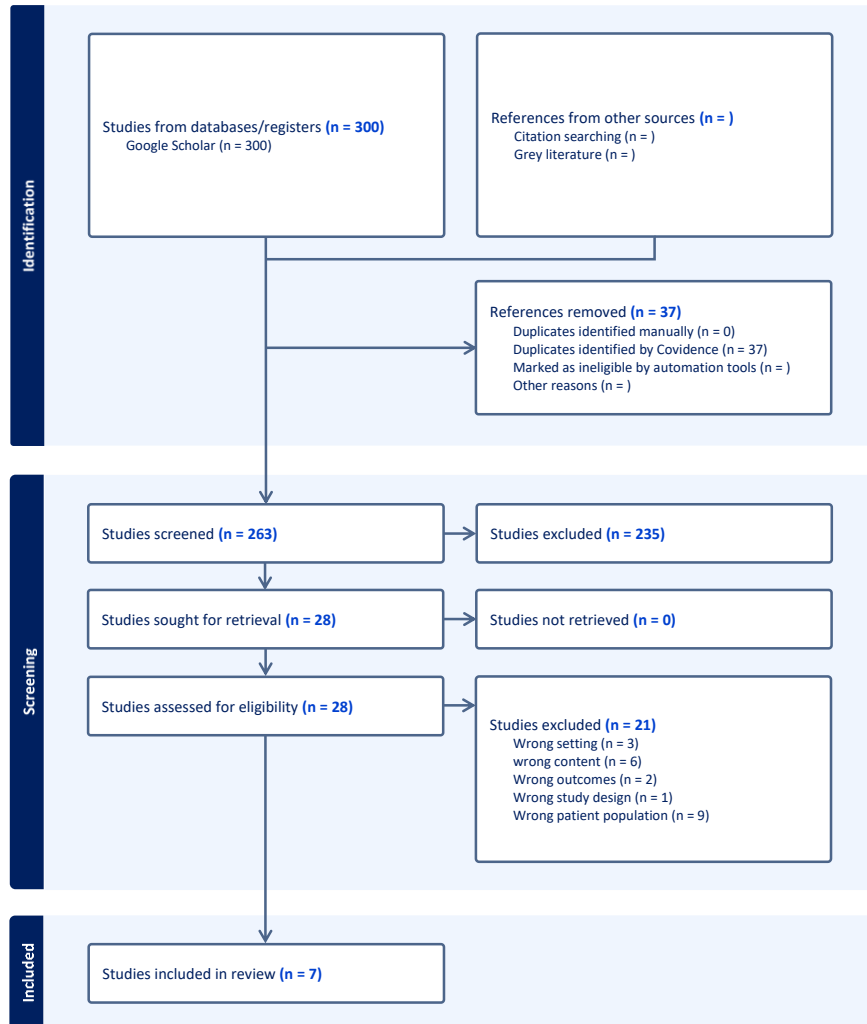 Identification
Studies from databases/registers (n = 300)
Google Scholar (n = 300)
References from other sources (n = )
Citation searching (n = )
Grey literature (n = )
References removed (n = 37)
Duplicates identified manually (n = 0)
Duplicates identified by Covidence (n = 37)
Marked as ineligible by automation tools (n = )
Other reasons (n = )
Screening
Studies screened (n = 263)
Studies excluded (n = 235)
Studies sought for retrieval (n = 28)
Studies not retrieved (n = 0)
Studies assessed for eligibility (n = 28)
Studies excluded (n = 21)
Wrong setting (n = 3)
wrong content (n = 6)
Wrong outcomes (n = 2)
Wrong study design (n = 1)
Wrong patient population (n = 9)
Included
Studies included in review (n = 7)